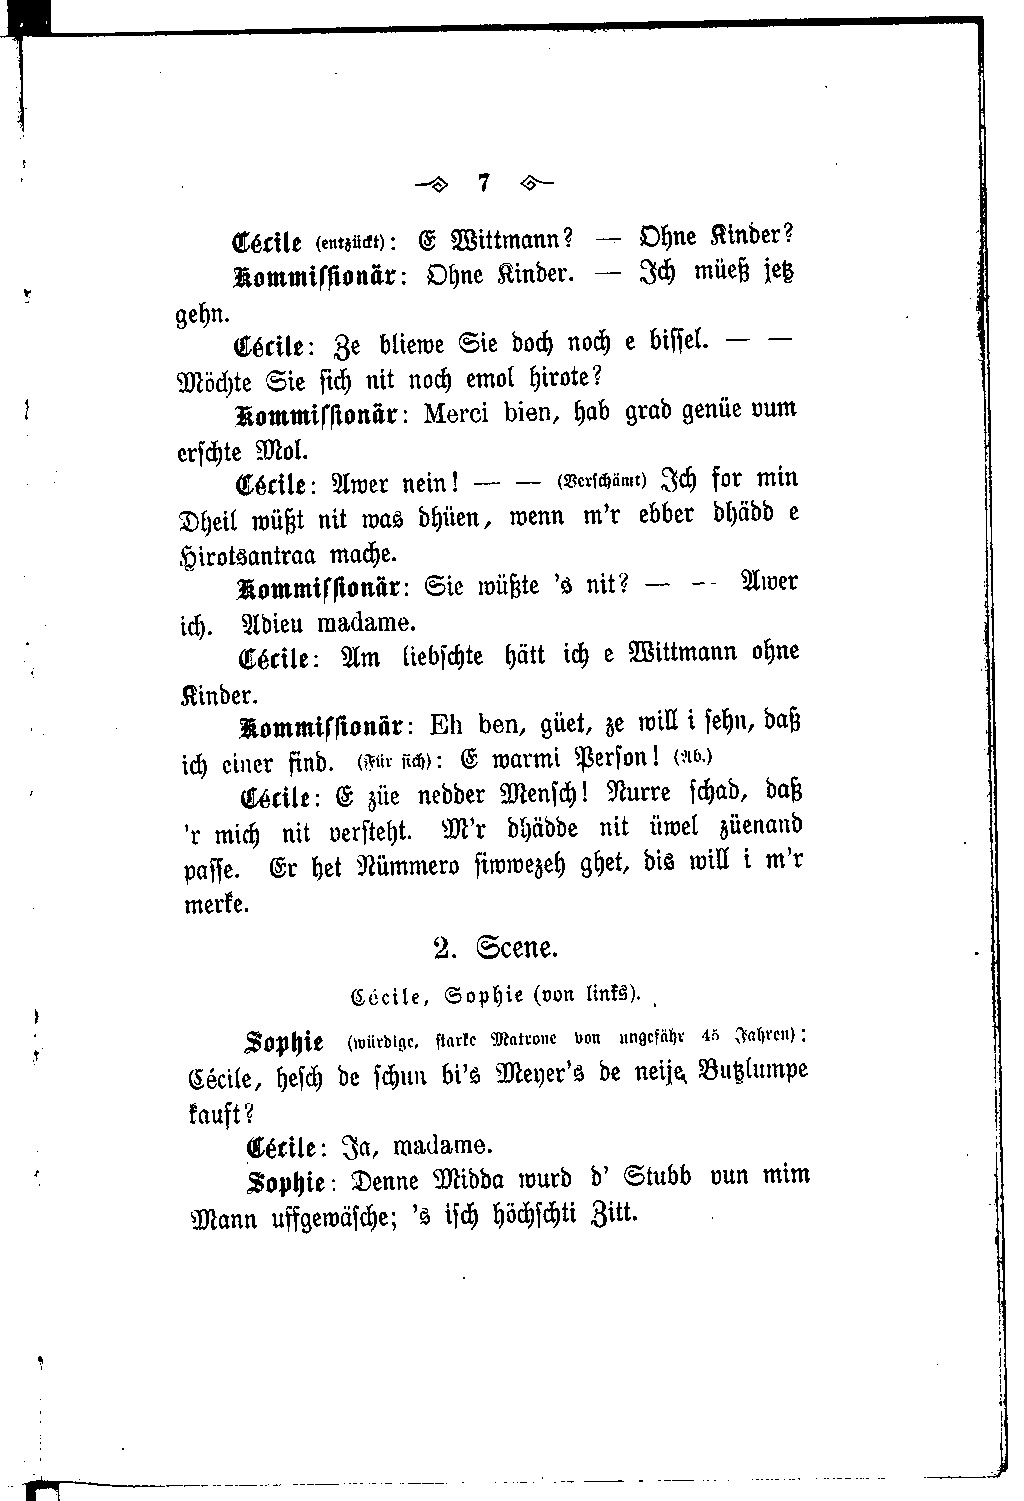 7
Cécile (entzückt): E Wittmann? — Ohne Kinder?
Kommissionär: Ohne Kinder. — Ich müeß jetz
gehn.
Cécile: Ze bliewe Sie doch noch e bissel. — —
Möchte Sie sich nit noch emol hirote?
Kommissionär: Merci bien, hab grad genüe vum
erschte Mol.
Cécile: Awer nein! — — (Verschämt) Ich for min
Dheil wüßt nit was dhüen, wenn m'r ebber dhädd e
Hirotsantraa mache.
Kommissionär: Sie wüßte 's nit? — — Awer
ich. Adieu madame.
Cécile: Am liebschte hätt ich e Wittmann ohne
Kinder.
Kommissionär: Eh ben, güet, ze will i sehn, daß
ich einer find. (Für sich): E warmi Person! (Ab.)
Cécile: E züe nedder Mensch! Nurre schad, daß
'r mich nit versteht. M'r dhädde nit üwel züenand
passe. Er het Nümmero siwwezeh ghet, dis will i m'r
merke.
2. Scene.
Cécile, Sophie (von links).
Sophie (würdige, starke Matrone von ungefähr 45 Jahren):
Cécile, hesch de schun bi's Meyer's de neije Butzlumpe
kauft?
Cécile: Ja, madame.
Sophie: Denne Midda wurd d' Stubb vun mim
Mann uffgewäsche; 's isch höchschti Zitt.